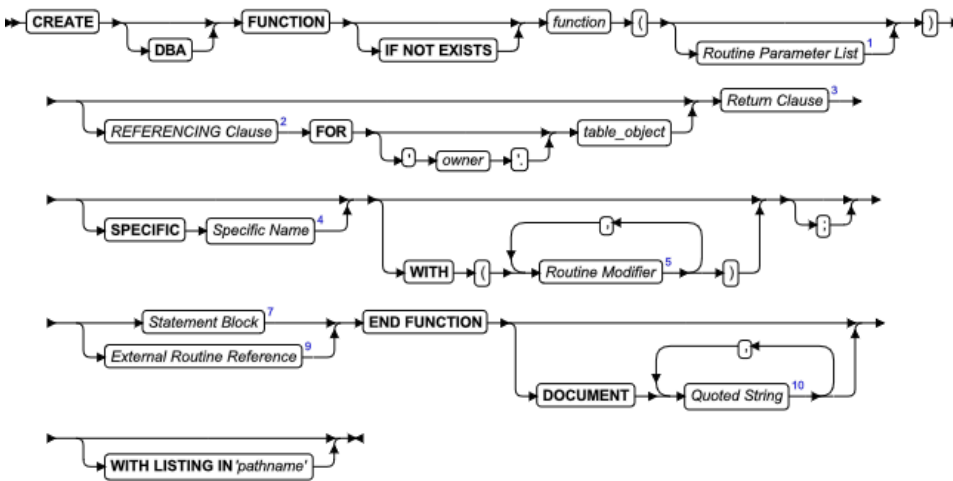 CREATE DBA FUNCTION IF NOT EXISTS function ( Routine Parameter List 1 )
REFERENCING Clause 2 FOR ' owner '. table_object Return Clause 3
SPECIFIC Specific Name 4 WITH ( , Routine Modifier 5 ) ;
Statement Block 7 External Routine Reference 9 END FUNCTION DOCUMENT , Quoted String 10
WITH LISTING IN 'pathname'